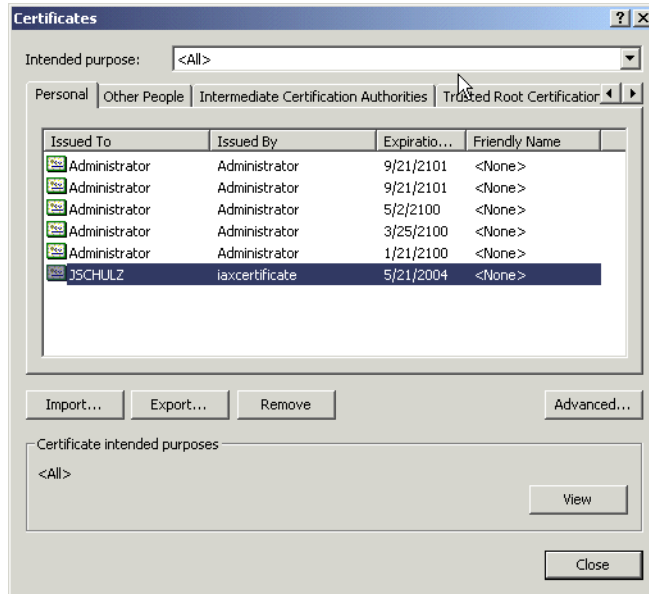 Certificates
Intended purpose: <All>
Personal Other People Intermediate Certification Authorities Trusted Root Certification
Issued To Issued By Expiratio... Friendly Name
Administrator Administrator 9/21/2101 <None>
Administrator Administrator 9/21/2101 <None>
Administrator Administrator 5/2/2100 <None>
Administrator Administrator 3/25/2100 <None>
Administrator Administrator 1/21/2100 <None>
JSCHULZ iaxcertificate 5/21/2004 <None>
Import... Export... Remove Advanced...
Certificate intended purposes
<All>
View
Close